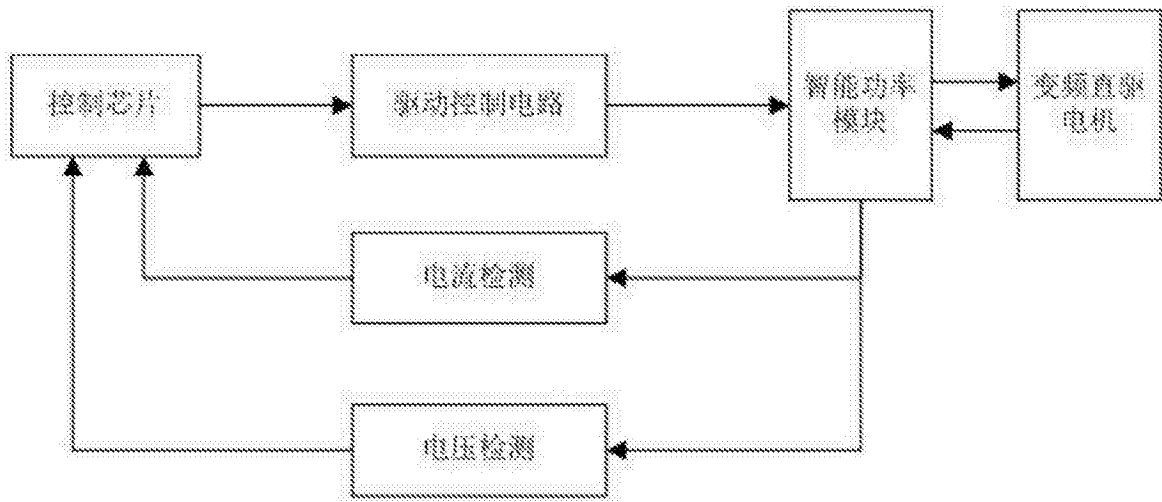 控制芯片
驱动控制电路
智能功率
模块
变频直驱
电机
电流检测
电压检测